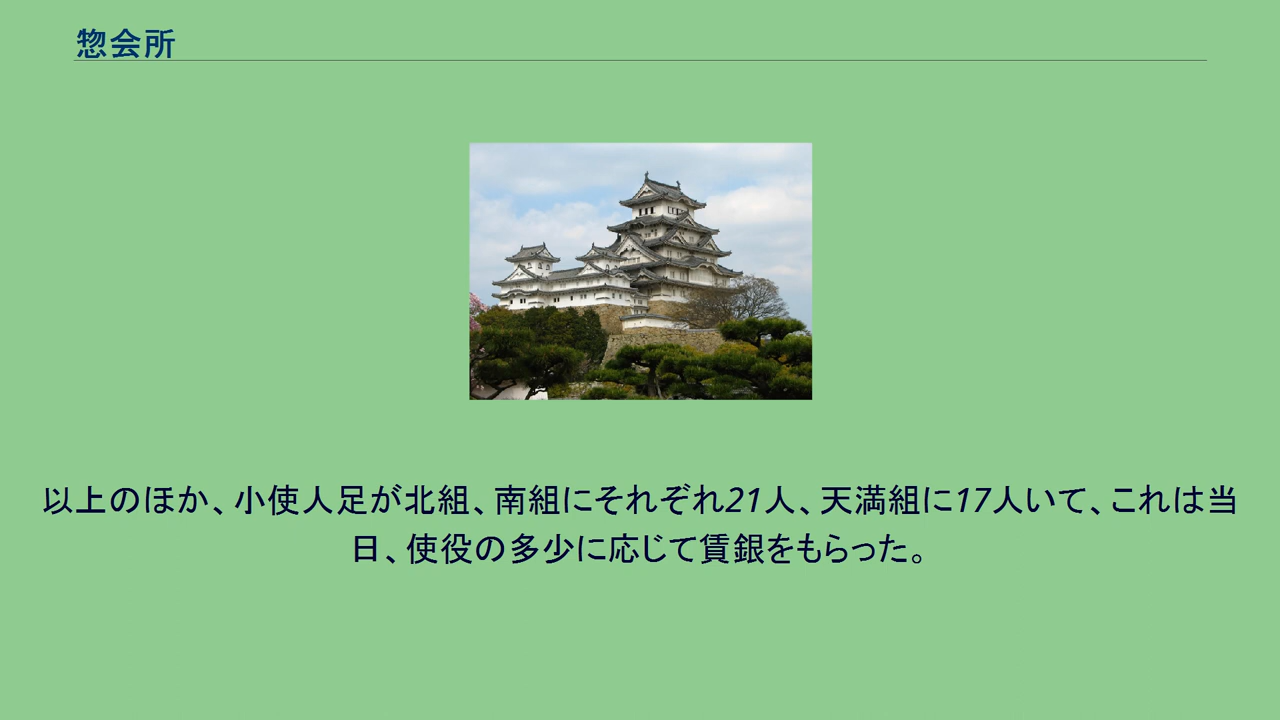 惣会所
以上のほか、小使人足が北組、南組にそれぞれ21人、天満組に17人いて、これは当
日、使役の多少に応じて賃銀をもらった。